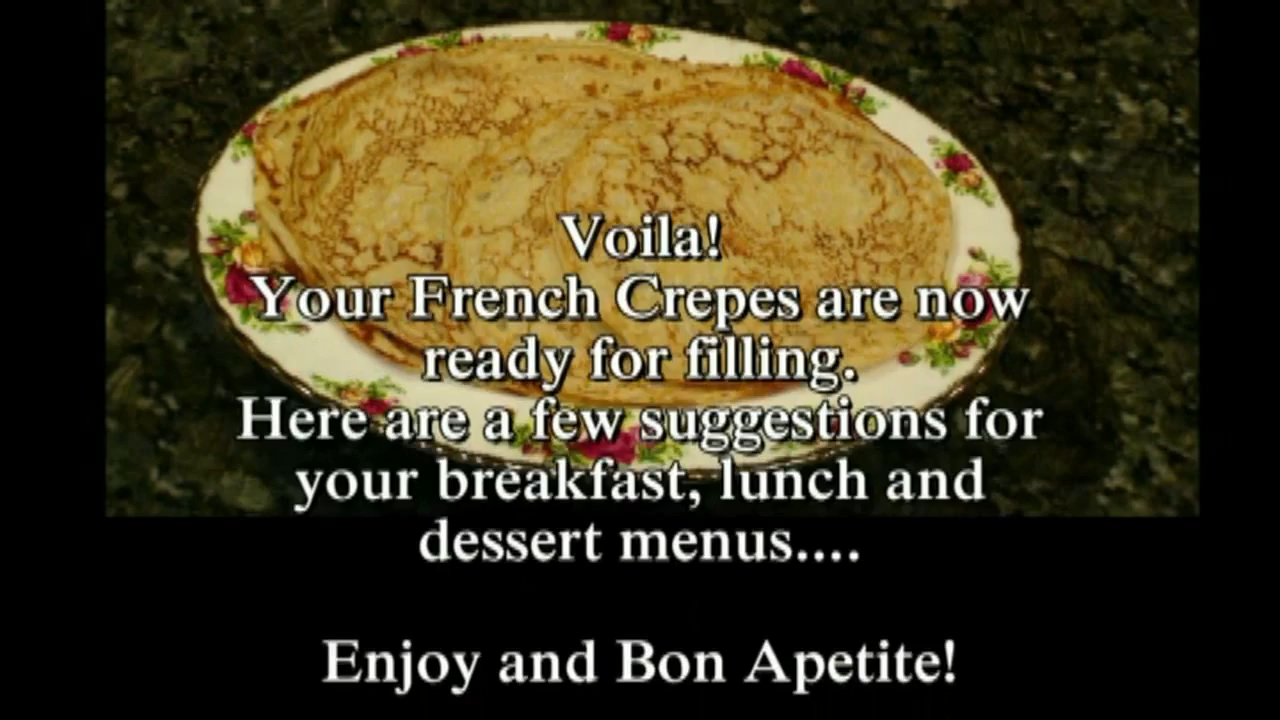 Voila!
Your French Crepes are now
ready for filling.
Here are a few suggestions for
your breakfast, lunch and
dessert menus....
Enjoy and Bon Apetite!